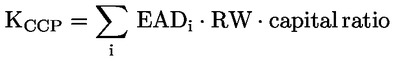 K_CCP = ∑_i EAD_i · RW · capital ratio